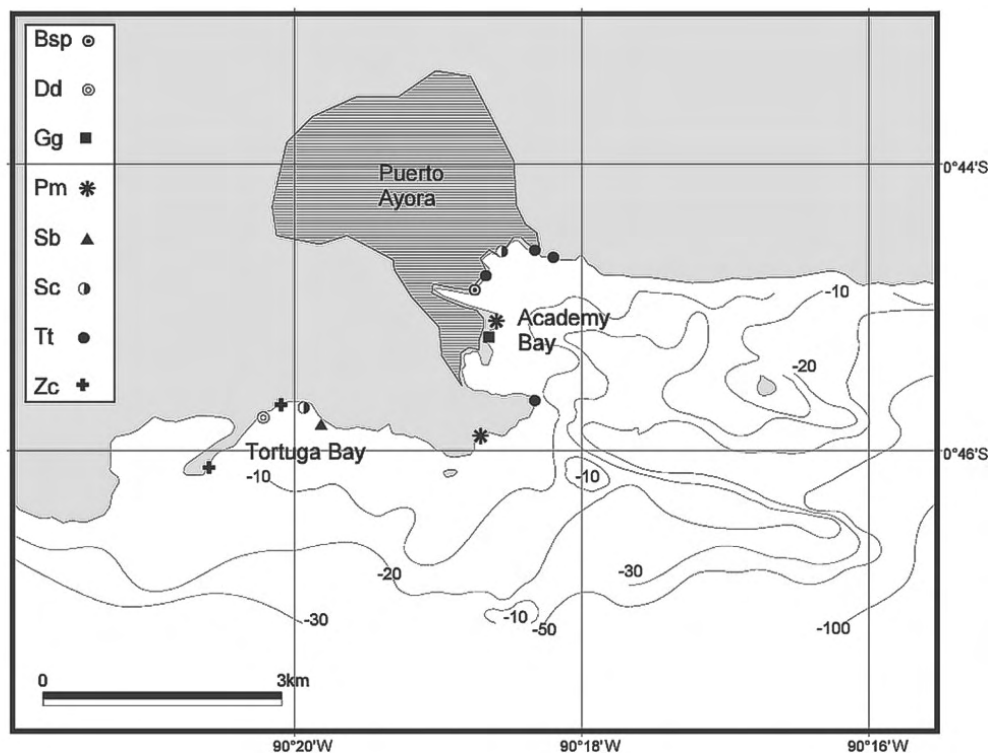 Bsp
Dd
Gg
Pm
Sb
Sc
Tt
Zc
Puerto
Ayora
0°44'S
-10
Academy
Bay
-20
Tortuga Bay
0°46'S
-10
-10
-20
-30
-30
-10
-50
-100
0
3km
90°20'W
90°18'W
90°16'W